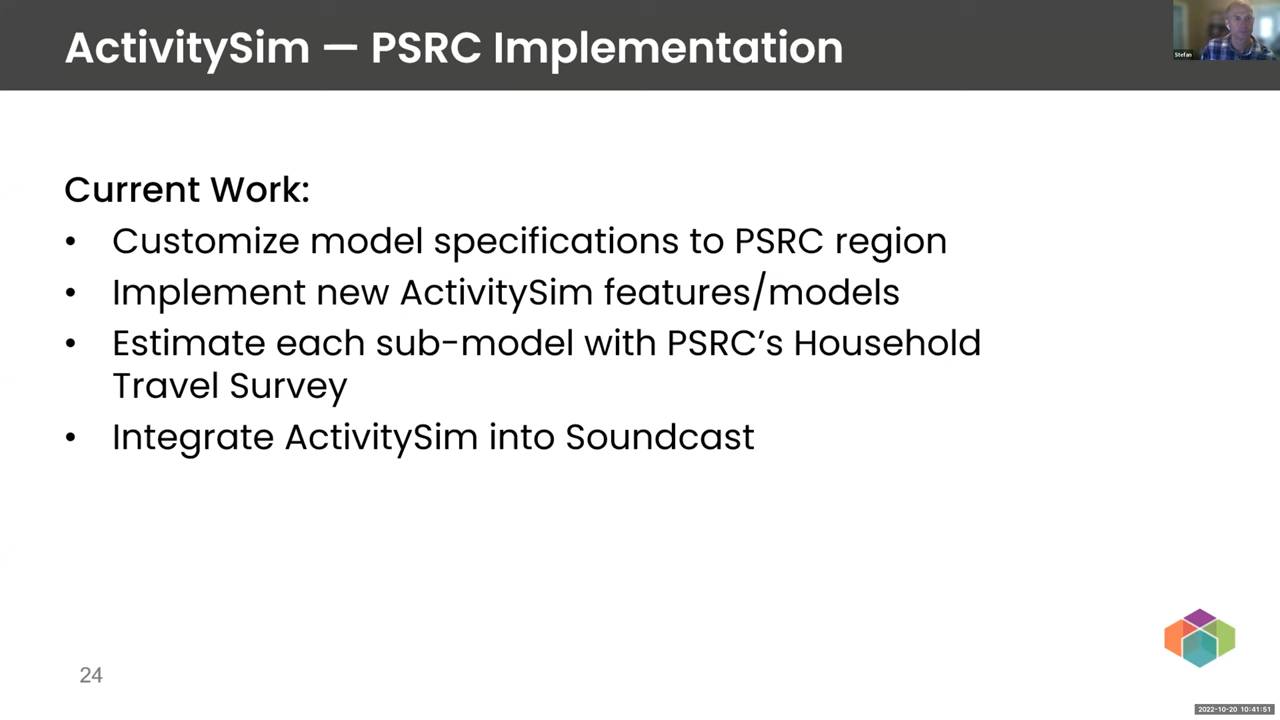 ActivitySim — PSRC Implementation
Stefan
Current Work:
• Customize model specifications to PSRC region
• Implement new ActivitySim features/models
• Estimate each sub-model with PSRC’s Household
Travel Survey
• Integrate ActivitySim into Soundcast
24
2022-10-20 10:41:51